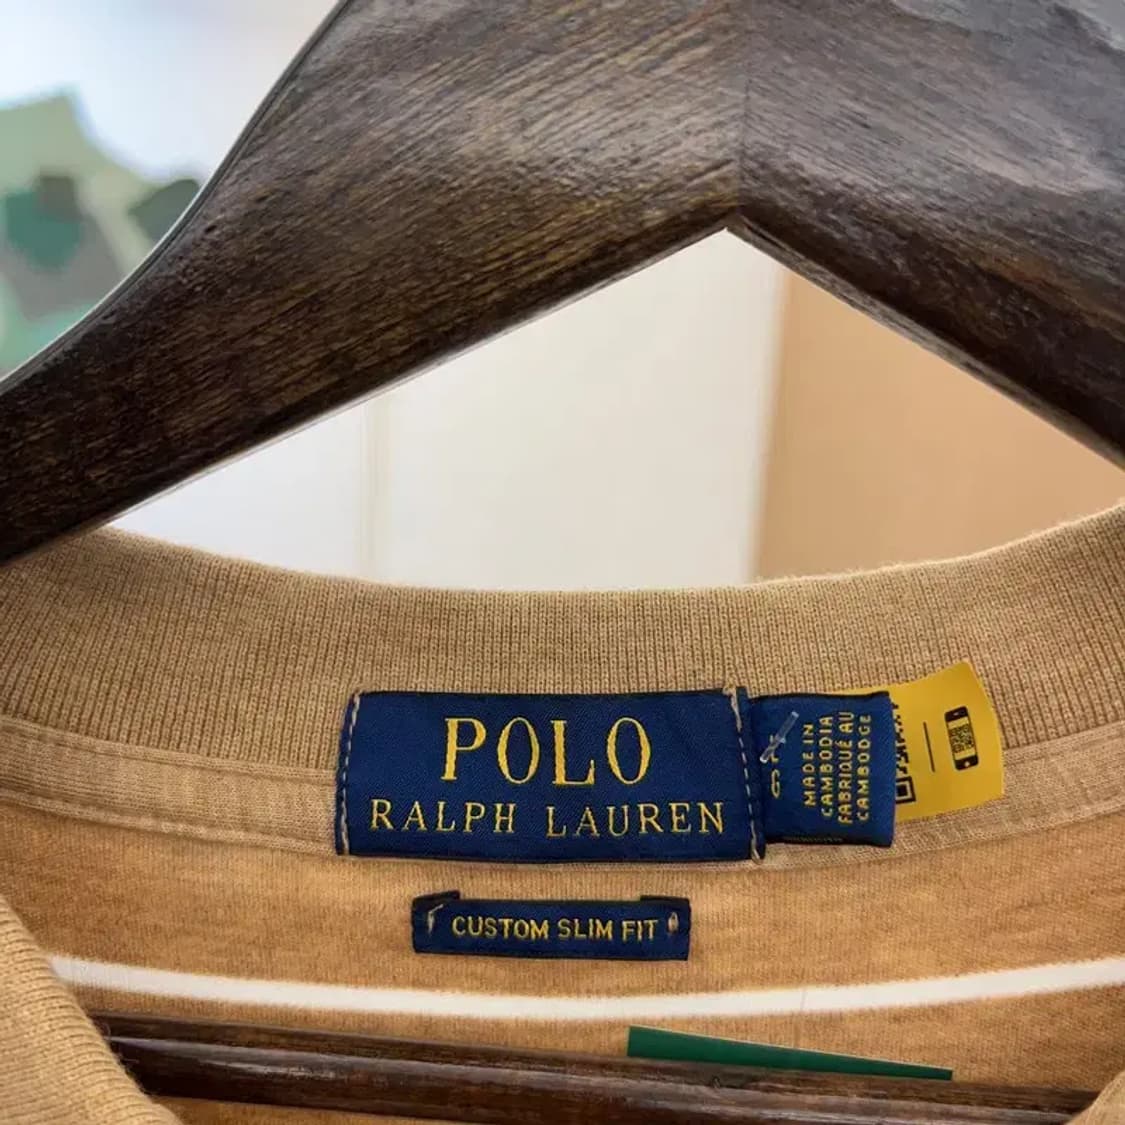 POLO
RALPH LAUREN
MADE IN
CAMBODIA
FABRIQUÉ AU
CAMBODGE
CUSTOM SLIM FIT